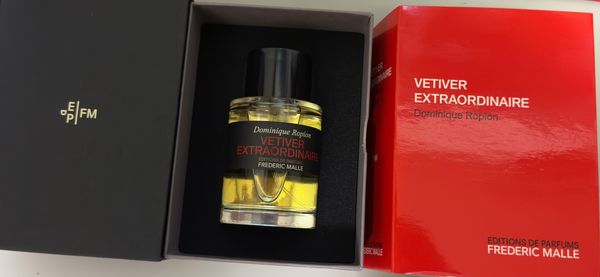 EDP|FM
Dominique Ropion
VETIVER
EXTRAORDINAIRE
EDITIONS DE PARFUMS
FREDERIC MALLE
VETIVER
EXTRAORDINAIRE
Dominique Ropion
EDITIONS DE PARFUMS
FREDERIC MALLE